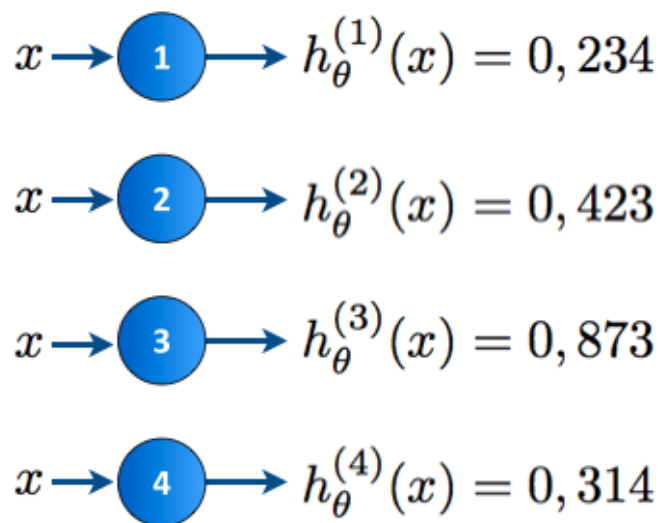 x 1 h_θ^(1)(x) = 0,234
x 2 h_θ^(2)(x) = 0,423
x 3 h_θ^(3)(x) = 0,873
x 4 h_θ^(4)(x) = 0,314